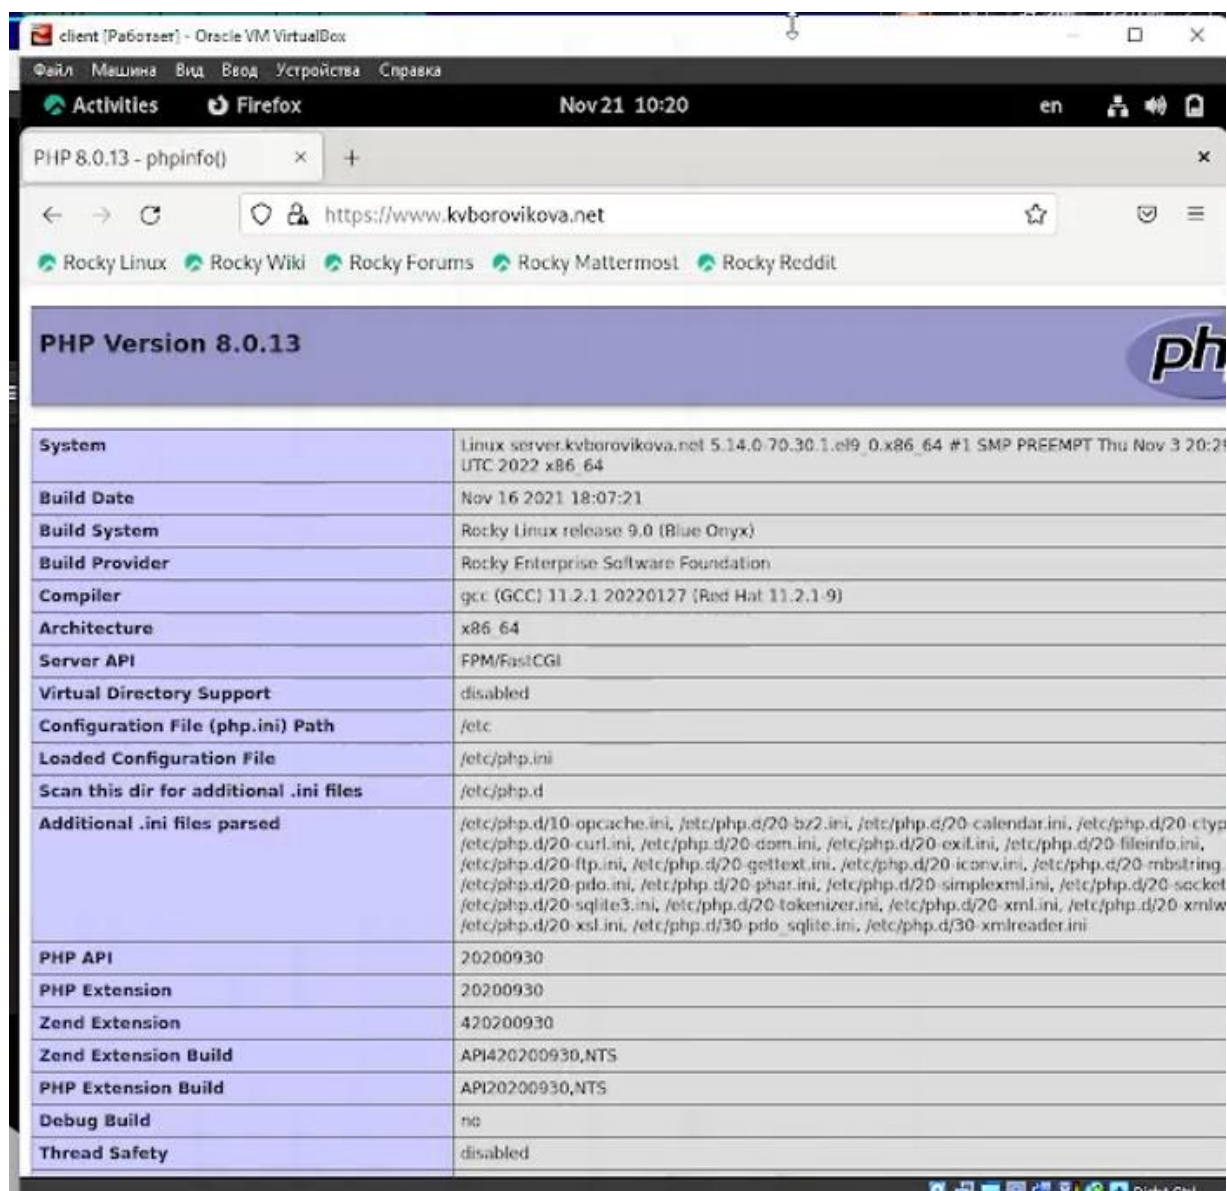 client [Работает] - Oracle VM VirtualBox
Файл Машина Вид Ввод Устройства Справка
Activities Firefox Nov 21 10:20 en
PHP 8.0.13 - phpinfo()
https://www.kvborovikova.net
Rocky Linux Rocky Wiki Rocky Forums Rocky Mattermost Rocky Reddit
PHP Version 8.0.13
php
System Linux server.kvborovikova.net 5.14.0-70.30.1.el9_0.x86_64 #1 SMP PREEMPT Thu Nov 3 20:2
UTC 2022 x86_64
Build Date Nov 16 2021 18:07:21
Build System Rocky Linux release 9.0 (Blue Onyx)
Build Provider Rocky Enterprise Software Foundation
Compiler gcc (GCC) 11.2.1 20220127 (Red Hat 11.2.1-9)
Architecture x86_64
Server API FPM/FastCGI
Virtual Directory Support disabled
Configuration File (php.ini) Path /etc
Loaded Configuration File /etc/php.ini
Scan this dir for additional .ini files /etc/php.d
Additional .ini files parsed /etc/php.d/10-opcache.ini, /etc/php.d/20-bz2.ini, /etc/php.d/20-calendar.ini, /etc/php.d/20-ctyp
/etc/php.d/20-curl.ini, /etc/php.d/20-dom.ini, /etc/php.d/20-exif.ini, /etc/php.d/20-fileinfo.ini,
/etc/php.d/20-ftp.ini, /etc/php.d/20-gettext.ini, /etc/php.d/20-iconv.ini, /etc/php.d/20-mbstring.
/etc/php.d/20-pdo.ini, /etc/php.d/20-phar.ini, /etc/php.d/20-simplexml.ini, /etc/php.d/20-socket
/etc/php.d/20-sqlite3.ini, /etc/php.d/20-tokenizer.ini, /etc/php.d/20-xml.ini, /etc/php.d/20-xmlw
/etc/php.d/20-xsl.ini, /etc/php.d/30-pdo_sqlite.ini, /etc/php.d/30-xmlreader.ini
PHP API 20200930
PHP Extension 20200930
Zend Extension 420200930
Zend Extension Build API420200930,NTS
PHP Extension Build API20200930,NTS
Debug Build no
Thread Safety disabled
Right Ctrl